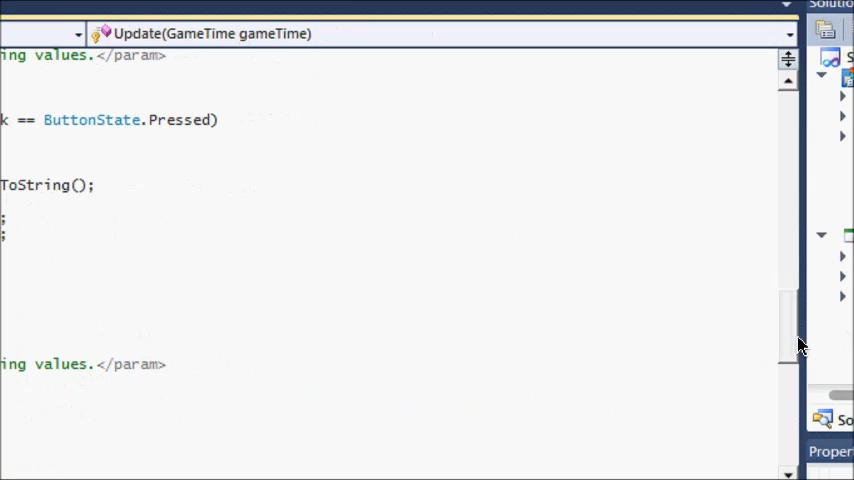 Solutio
Update(GameTime gameTime)
ing values.</param>
S
k == ButtonState.Pressed)
ToString();
;
;
ing values.</param>
So
Proper